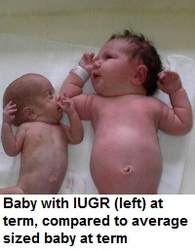 Baby with IUGR (left) at
term, compared to average
sized baby at term